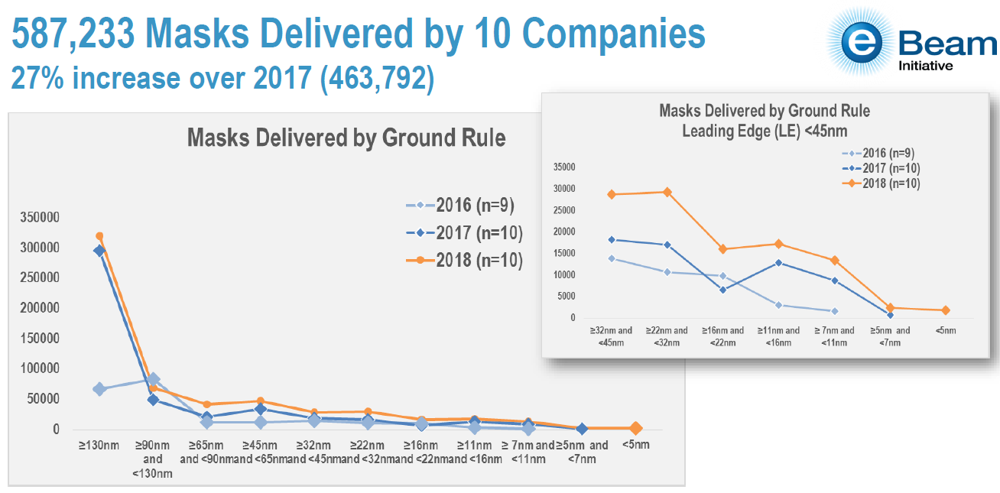 587,233 Masks Delivered by 10 Companies
27% increase over 2017 (463,792)
e Beam
Initiative
Masks Delivered by Ground Rule
2016 (n=9)
2017 (n=10)
2018 (n=10)
350000
300000
250000
200000
150000
100000
50000
0
≥130nm ≥90nm ≥65nm ≥45nm ≥32nm ≥22nm ≥16nm ≥11nm ≥ 7nm and ≥5nm and <5nm
and and <90nm and <65nm and <45nm and <32nm and <22nm and <16nm <11nm <7nm
<130nm
Masks Delivered by Ground Rule
Leading Edge (LE) <45nm
2016 (n=9)
2017 (n=10)
2018 (n=10)
35000
30000
25000
20000
15000
10000
5000
0
≥32nm and ≥22nm and ≥16nm and ≥11nm and ≥ 7nm and ≥5nm and <5nm
<45nm <32nm <22nm <16nm <11nm <7nm